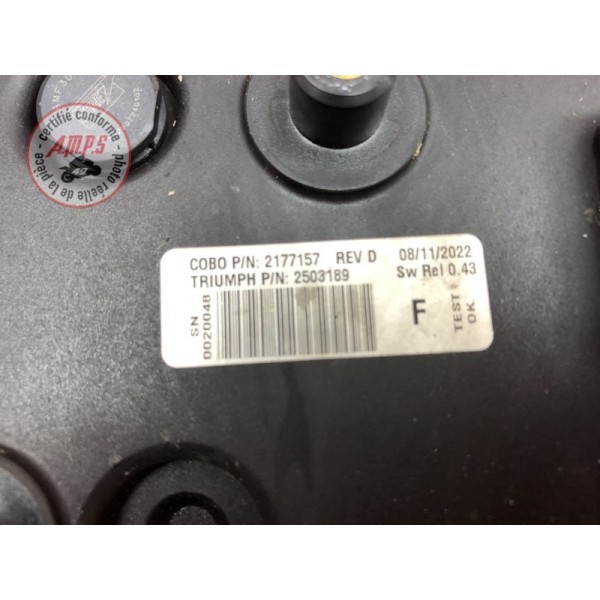 certifié conforme
A.M.P.S
photo réelle de la pièce
COBO P/N: 2177157 REV D 08/11/2022
TRIUMPH P/N: 2503189 Sw Rel 0.43
SN 0020048
F
TEST OK